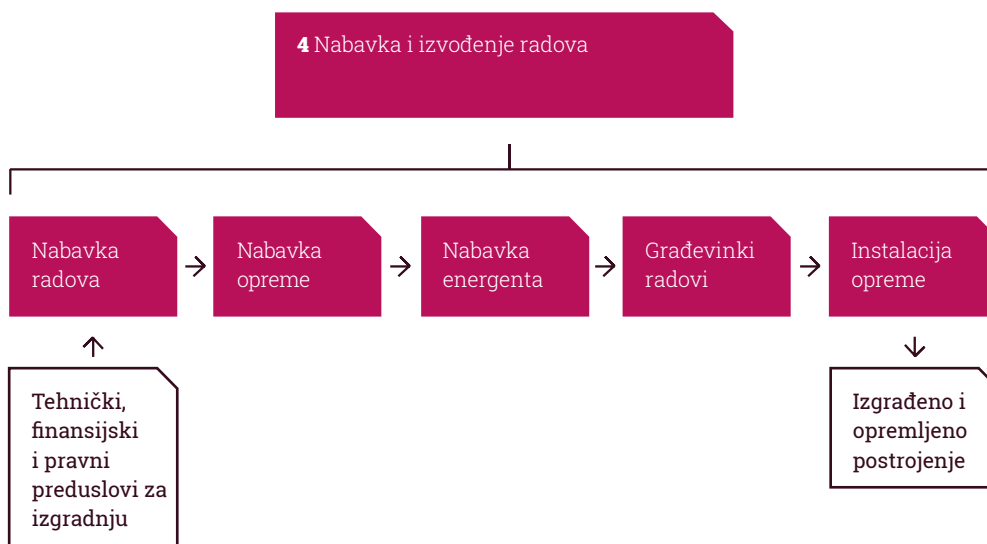 4 Nabavka i izvođenje radova
Nabavka
radova
Nabavka
opreme
Nabavka
energenta
Građevinki
radovi
Instalacija
opreme
Tehnički,
finansijski
i pravni
preduslovi za
izgradnju
Izgrađeno i
opremljeno
postrojenje